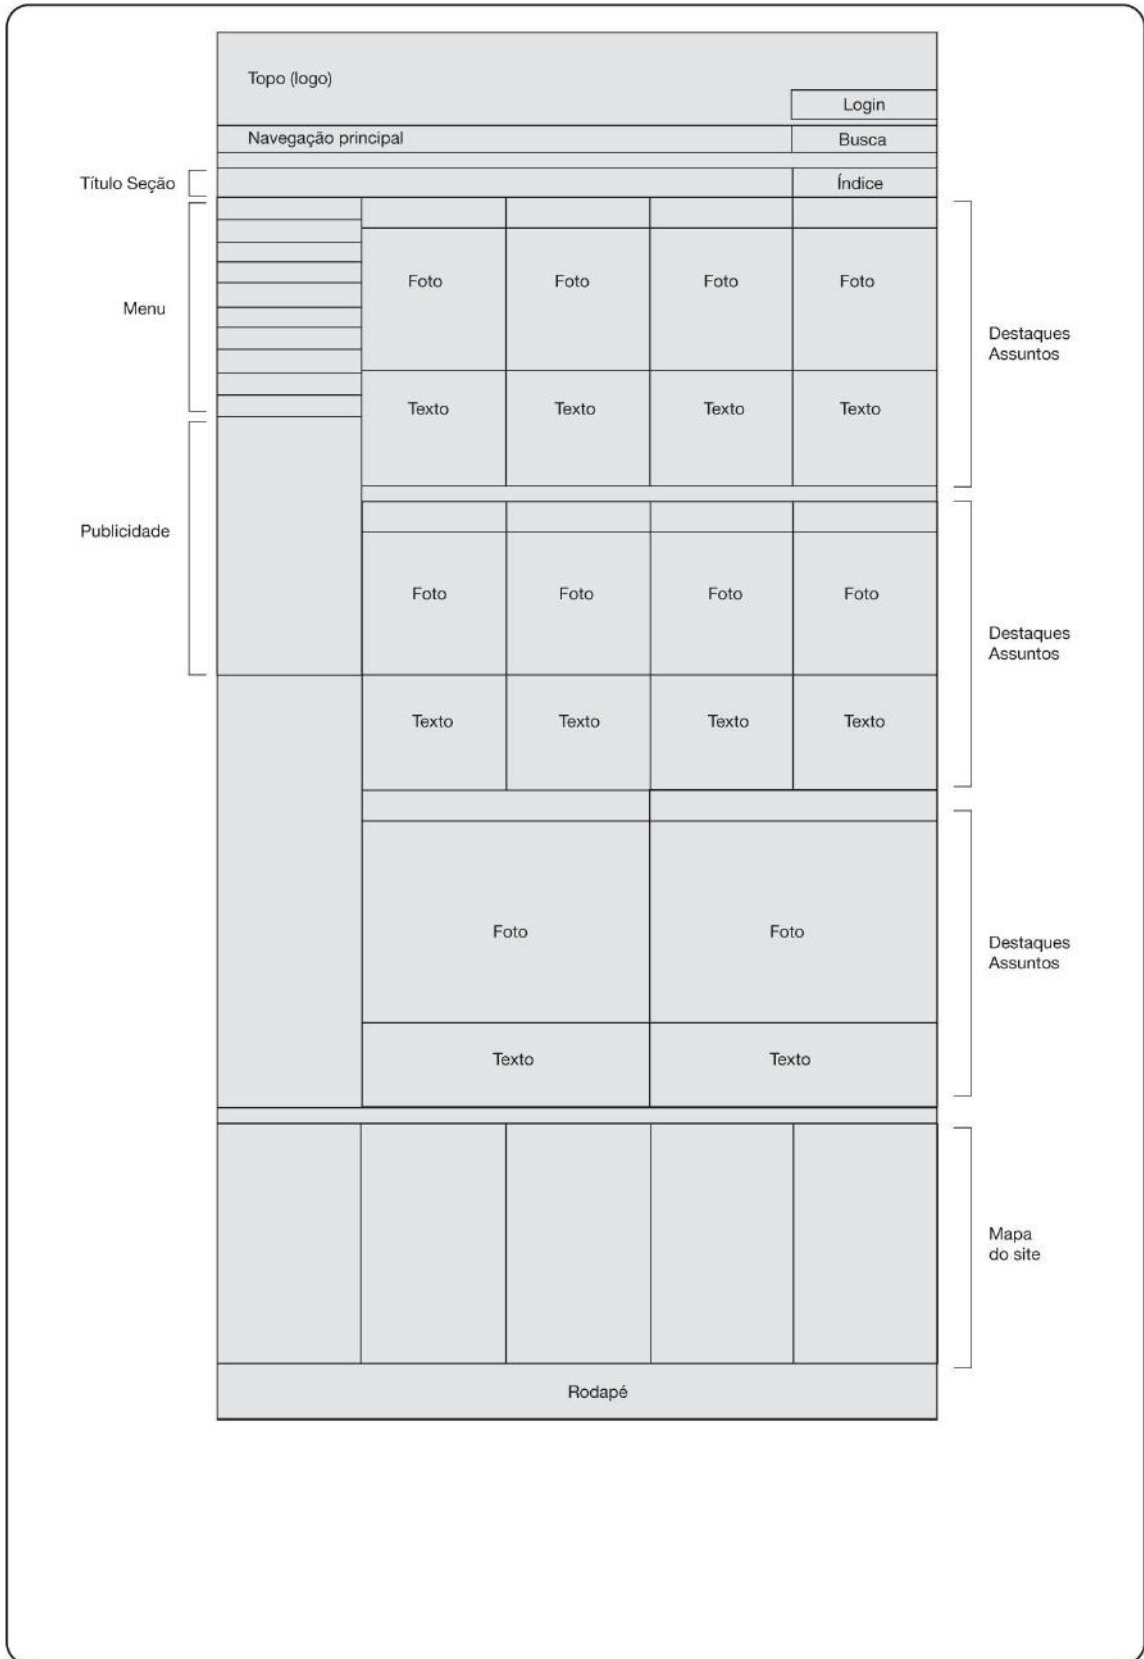 Topo (logo)
Login
Navegação principal
Busca
Título Seção
Índice
Menu
Foto
Foto
Foto
Foto
Destaques
Assuntos
Texto
Texto
Texto
Texto
Publicidade
Foto
Foto
Foto
Foto
Destaques
Assuntos
Texto
Texto
Texto
Texto
Foto
Foto
Destaques
Assuntos
Texto
Texto
Mapa
do site
Rodapé